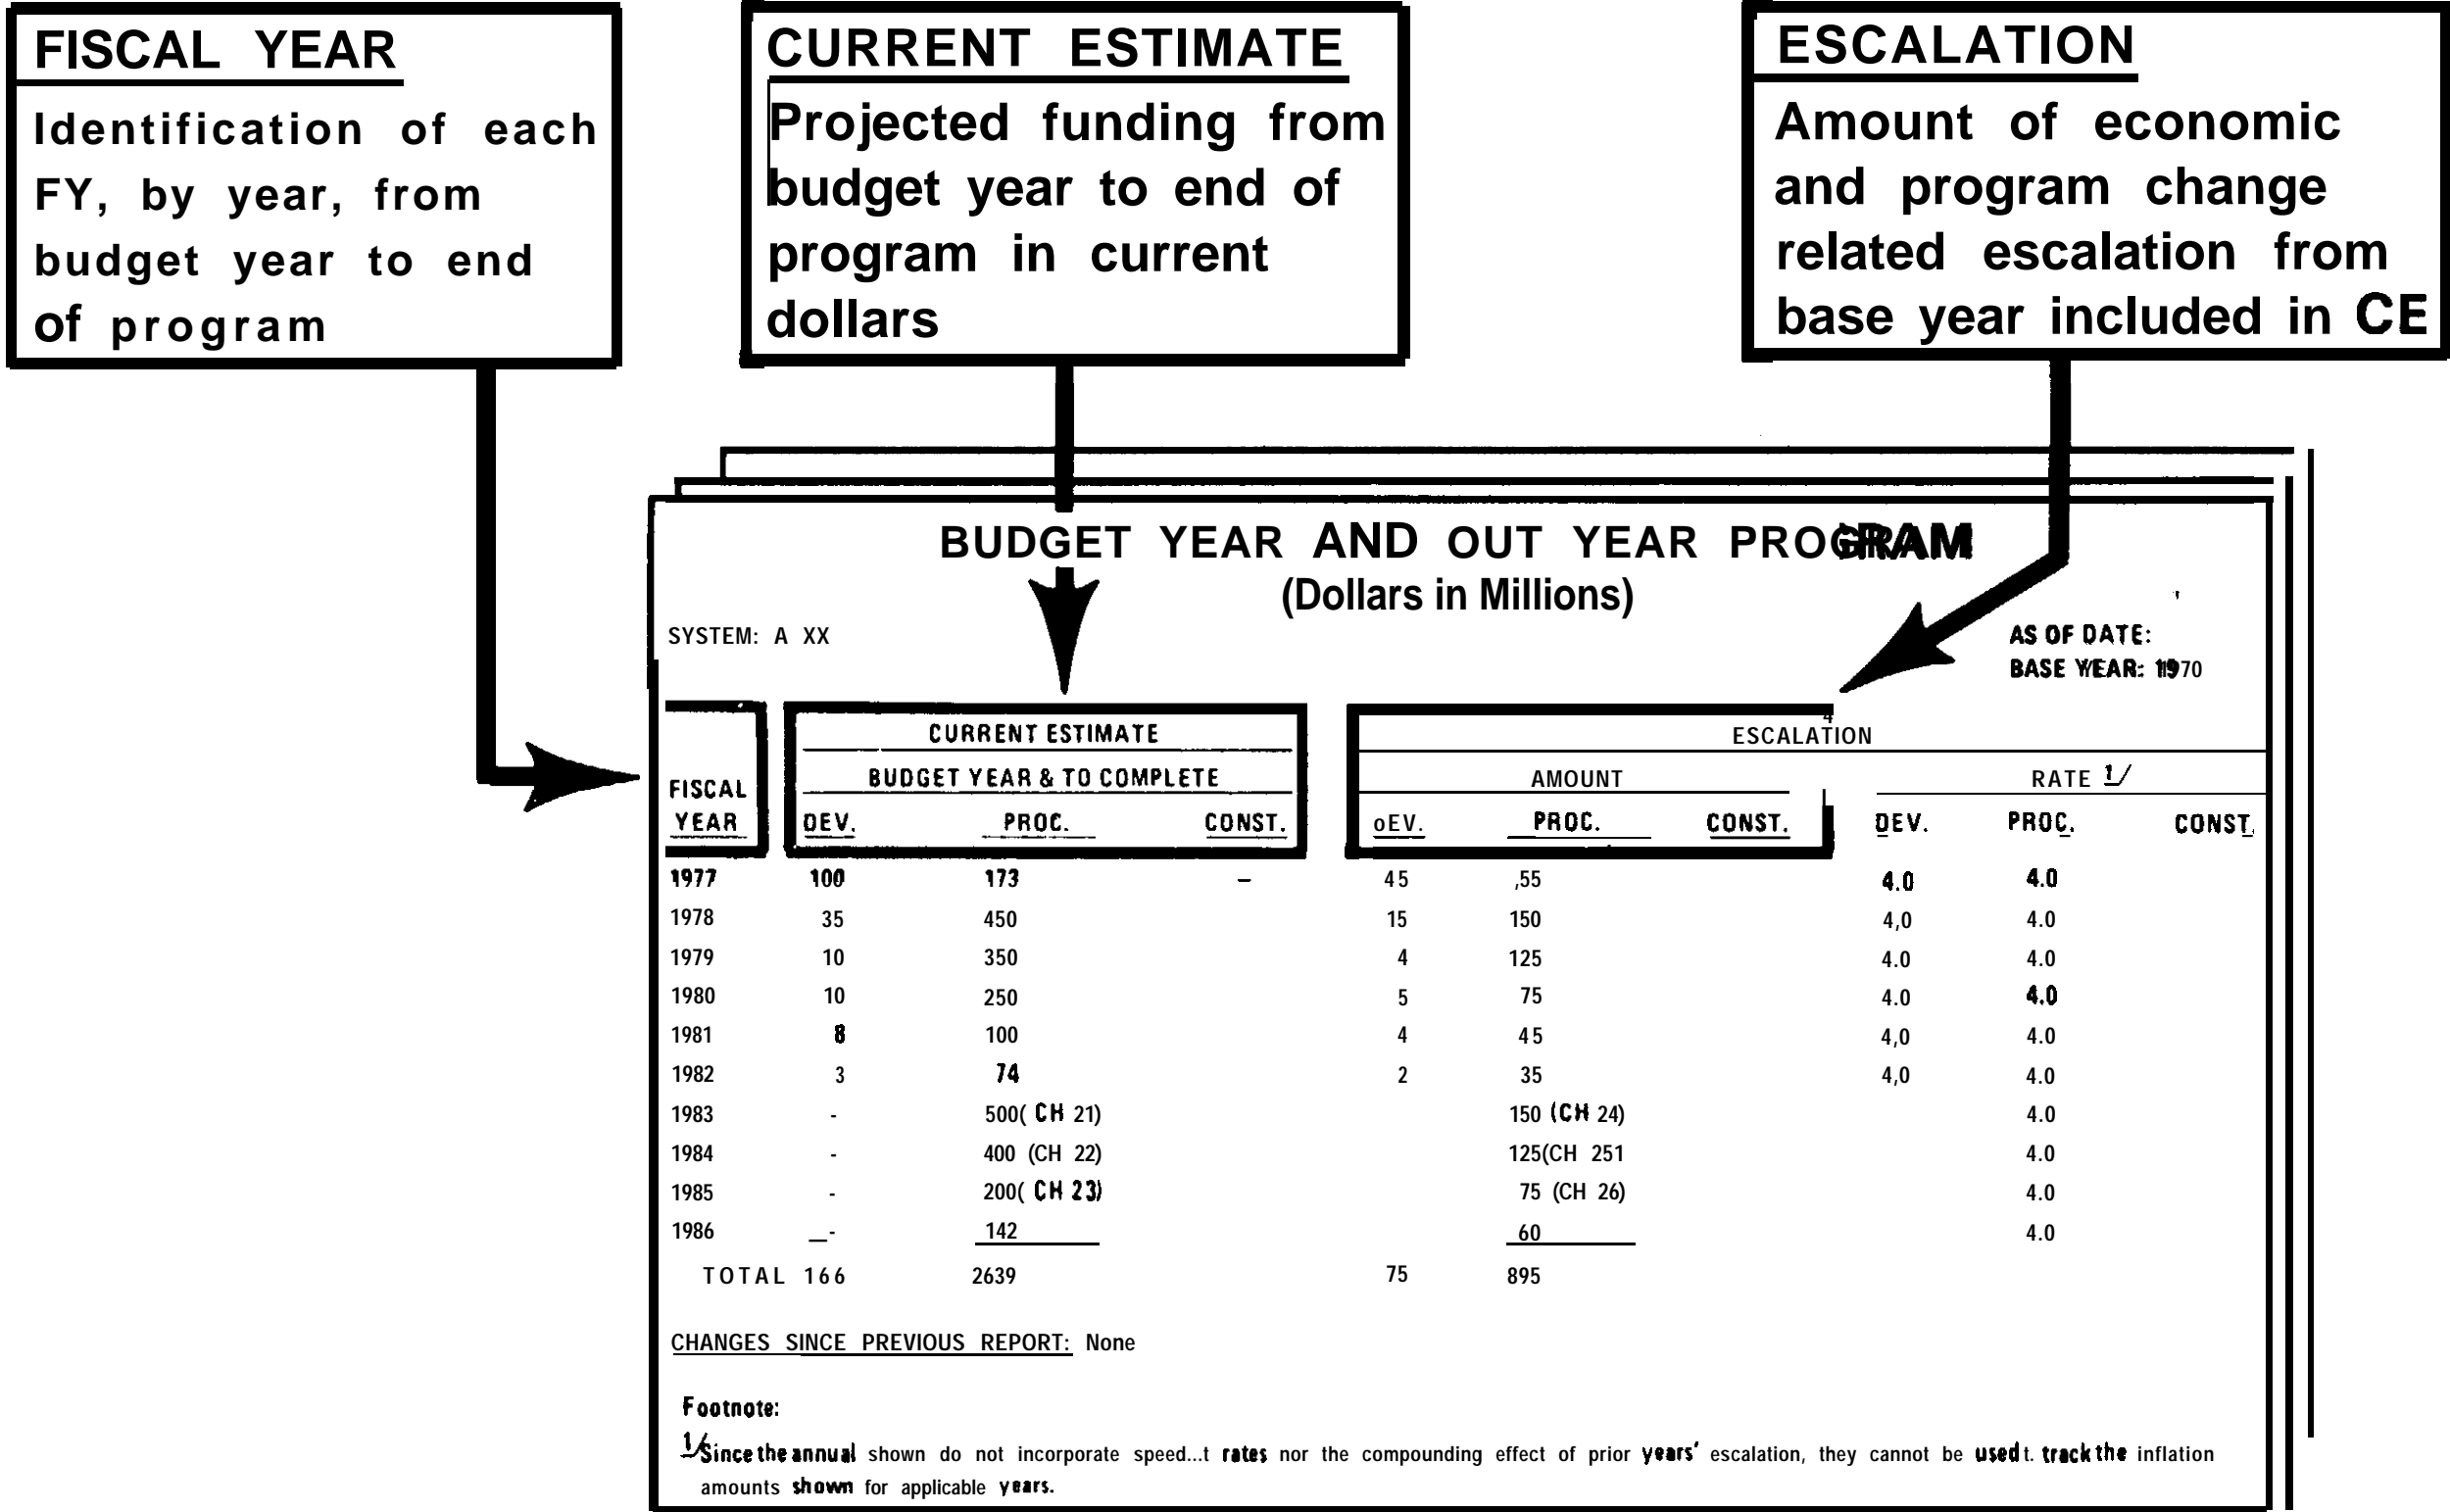 FISCAL YEAR
Identification of each
FY, by year, from
budget year to end
of program
CURRENT ESTIMATE
Projected funding from
budget year to end of
program in current
dollars
ESCALATION
Amount of economic
and program change
related escalation from
base year included in CE
BUDGET YEAR AND OUT YEAR PROGRAM
(Dollars in Millions)
SYSTEM: A XX
AS OF DATE:
BASE YEAR: 1970
CURRENT ESTIMATE
ESCALATION
BUDGET YEAR & TO COMPLETE AMOUNT RATE 1/
FISCAL
YEAR DEV. PROC. CONST. oEV. PROC. CONST. DEV. PROC. CONST.
1977 100 173 – 45 ,55 4.0 4.0
1978 35 450 15 150 4,0 4.0
1979 10 350 4 125 4.0 4.0
1980 10 250 5 75 4.0 4.0
1981 8 100 4 45 4,0 4.0
1982 3 74 2 35 4,0 4.0
1983 - 500( CH 21) 150 (CH 24) 4.0
1984 - 400 (CH 22) 125(CH 251 4.0
1985 - 200( CH 23) 75 (CH 26) 4.0
1986 - 142 60 4.0
TOTAL 166 2639 75 895
CHANGES SINCE PREVIOUS REPORT: None
Footnote:
1/ Since the annual shown do not incorporate speed...t rates nor the compounding effect of prior years' escalation, they cannot be used t. track the inflation
amounts shown for applicable years.